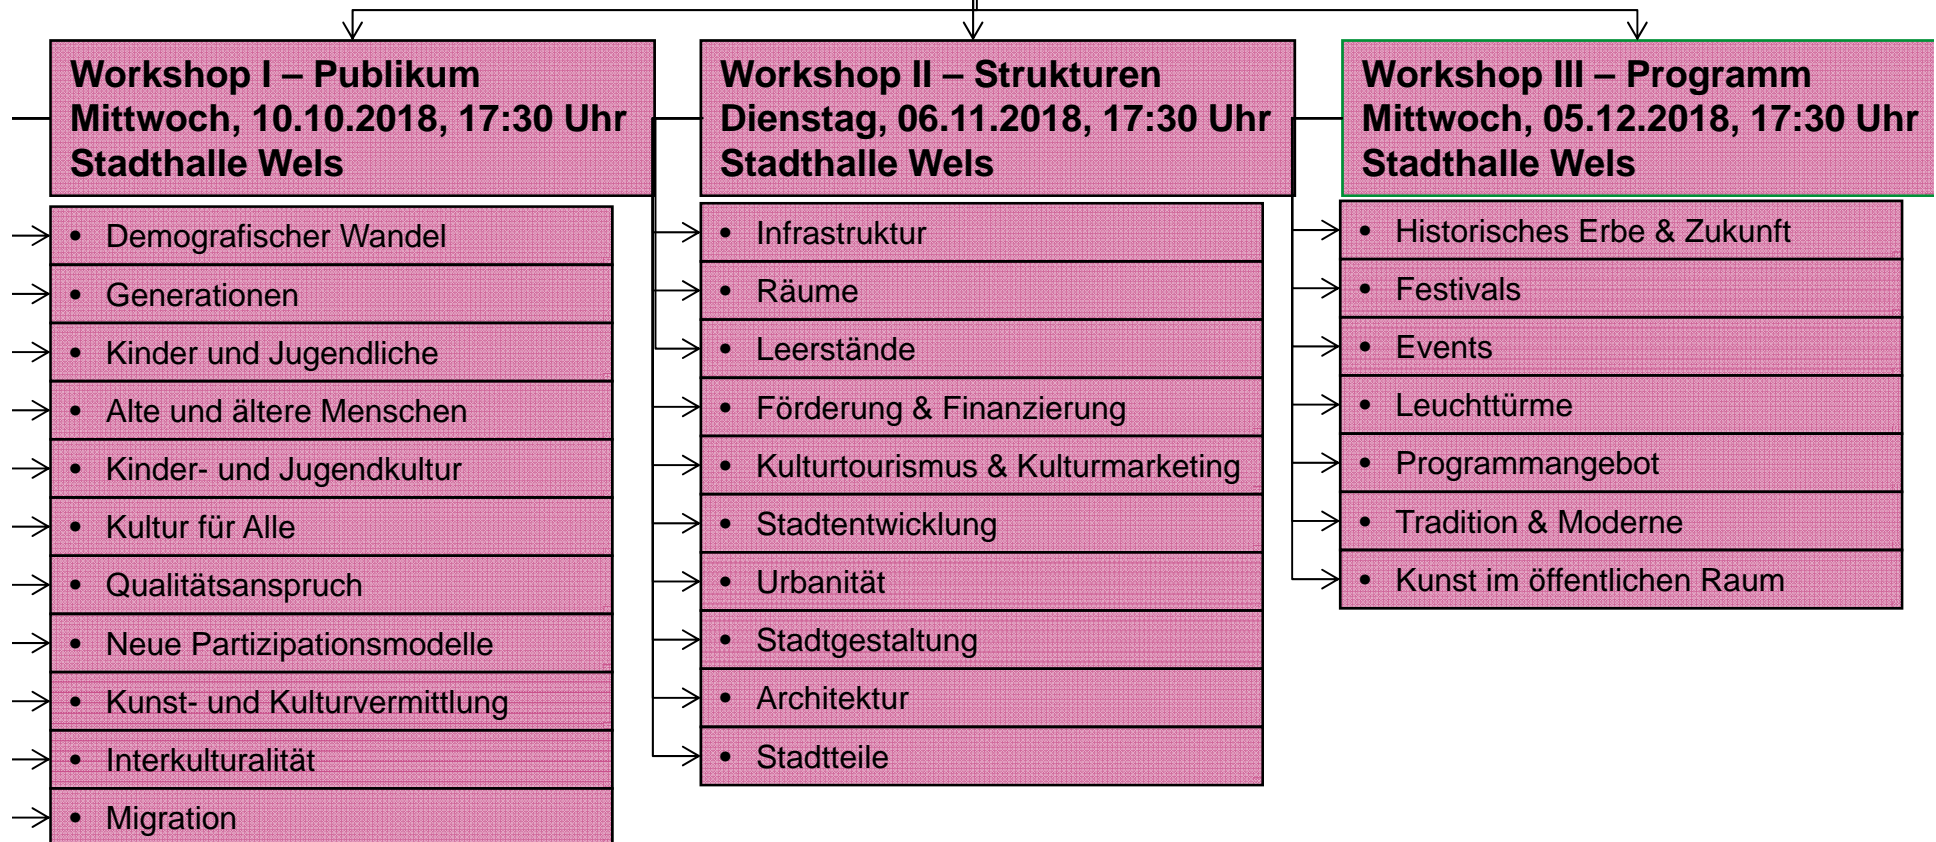 Workshop I – Publikum
Mittwoch, 10.10.2018, 17:30 Uhr
Stadthalle Wels
• Demografischer Wandel
• Generationen
• Kinder und Jugendliche
• Alte und ältere Menschen
• Kinder- und Jugendkultur
• Kultur für Alle
• Qualitätsanspruch
• Neue Partizipationsmodelle
• Kunst- und Kulturvermittlung
• Interkulturalität
• Migration
Workshop II – Strukturen
Dienstag, 06.11.2018, 17:30 Uhr
Stadthalle Wels
• Infrastruktur
• Räume
• Leerstände
• Förderung & Finanzierung
• Kulturtourismus & Kulturmarketing
• Stadtentwicklung
• Urbanität
• Stadtgestaltung
• Architektur
• Stadtteile
Workshop III – Programm
Mittwoch, 05.12.2018, 17:30 Uhr
Stadthalle Wels
• Historisches Erbe & Zukunft
• Festivals
• Events
• Leuchttürme
• Programmangebot
• Tradition & Moderne
• Kunst im öffentlichen Raum